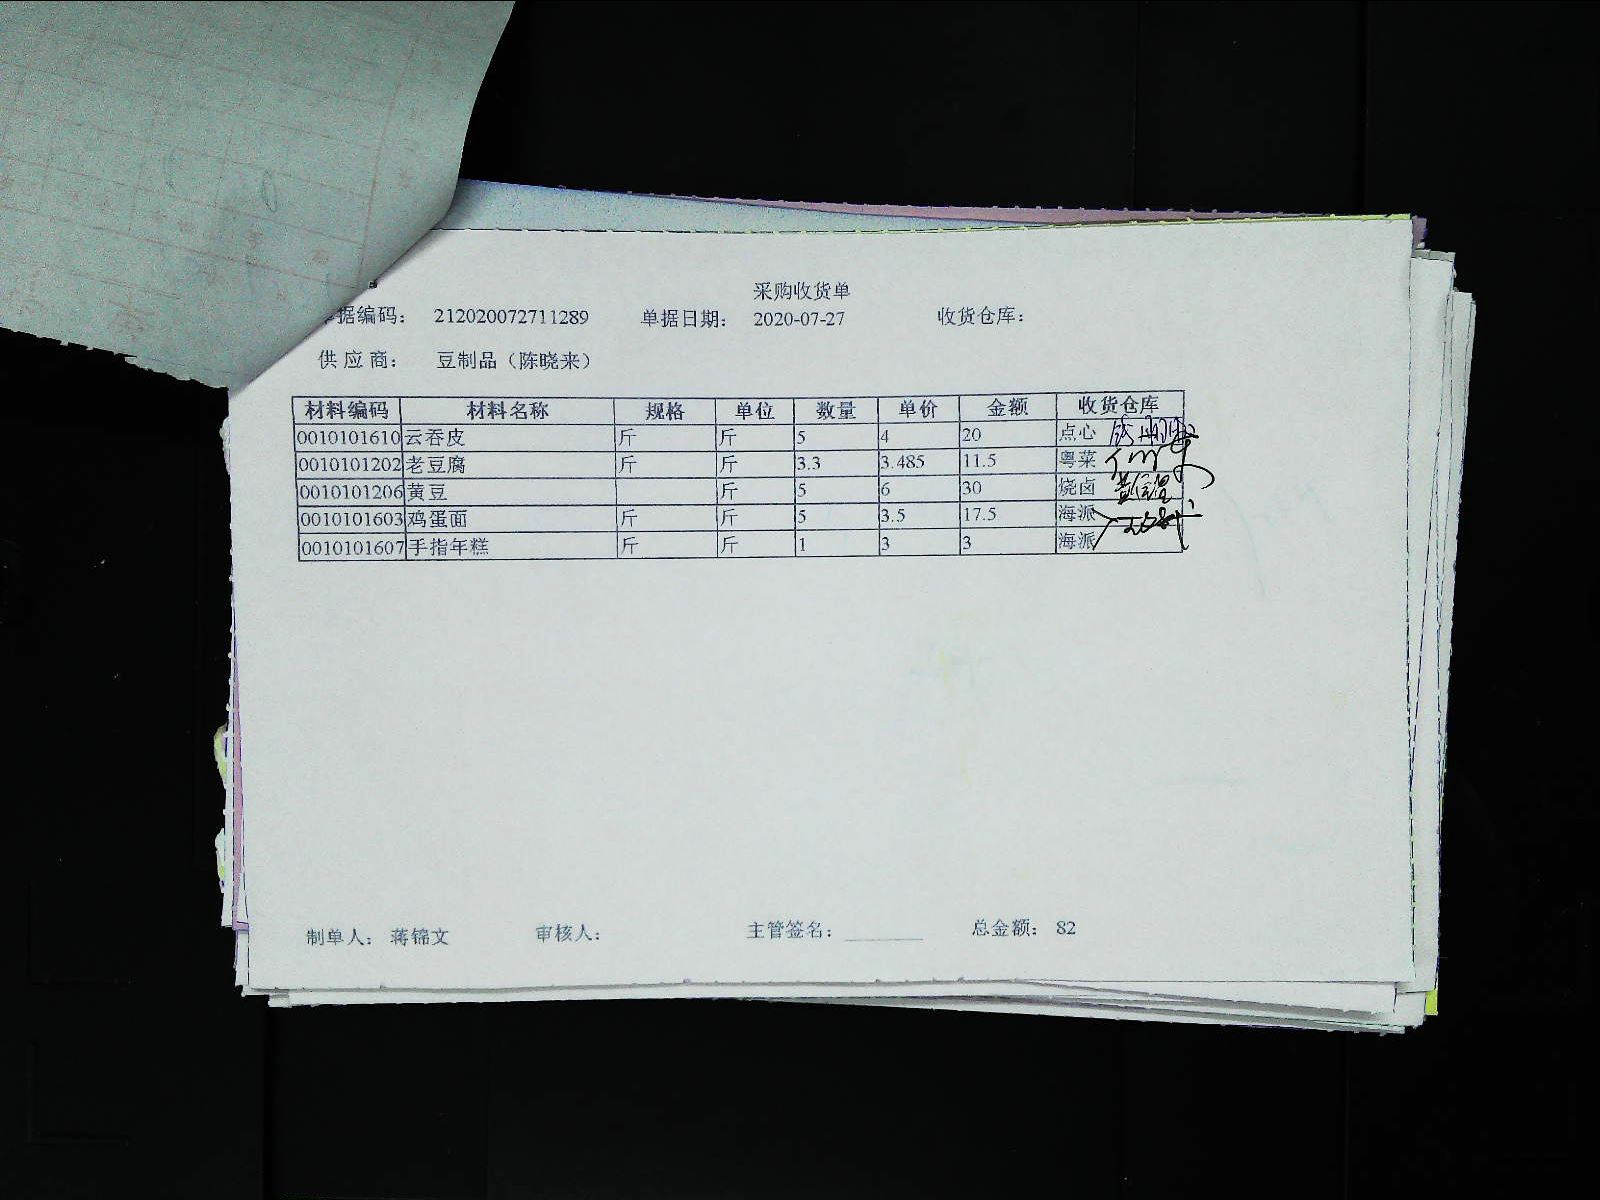 采购收货单
据编码： 212020072711289 单据日期： 2020-07-27 收货仓库：
供 应 商： 豆制品（陈晓来）
材料编码 材料名称 规格 单位 数量 单价 金额 收货仓库
0010101610 云吞皮 斤 斤 5 4 20 点心
0010101202 老豆腐 斤 斤 3.3 3.485 11.5 粤菜
0010101206 黄豆 斤 5 6 30 烧卤
0010101603 鸡蛋面 斤 斤 5 3.5 17.5 海派
0010101607 手指年糕 斤 斤 1 3 3 海派
制单人： 蒋锦文 审核人： 主管签名： 总金额： 82